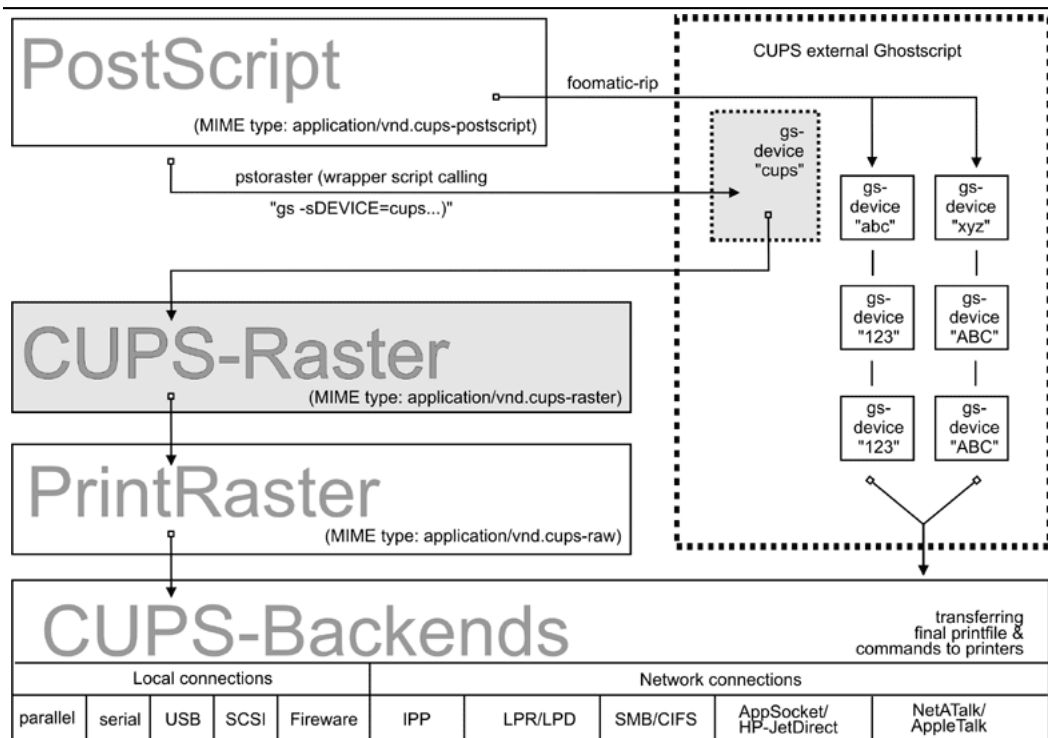 PostScript
(MIME type: application/vnd.cups-postscript)
CUPS external Ghostscript
foomatic-rip
gs-
device
"cups"
pstoraster (wrapper script calling
"gs -sDEVICE=cups...)"
gs-
device
"abc"
gs-
device
"xyz"
gs-
device
"123"
gs-
device
"ABC"
gs-
device
"123"
gs-
device
"ABC"
CUPS-Raster
(MIME type: application/vnd.cups-raster)
PrintRaster
(MIME type: application/vnd.cups-raw)
CUPS-Backends
transferring
final printfile &
commands to printers
Local connections
Network connections
parallel
serial
USB
SCSI
Fireware
IPP
LPR/LPD
SMB/CIFS
AppSocket/
HP-JetDirect
NetATalk/
AppleTalk